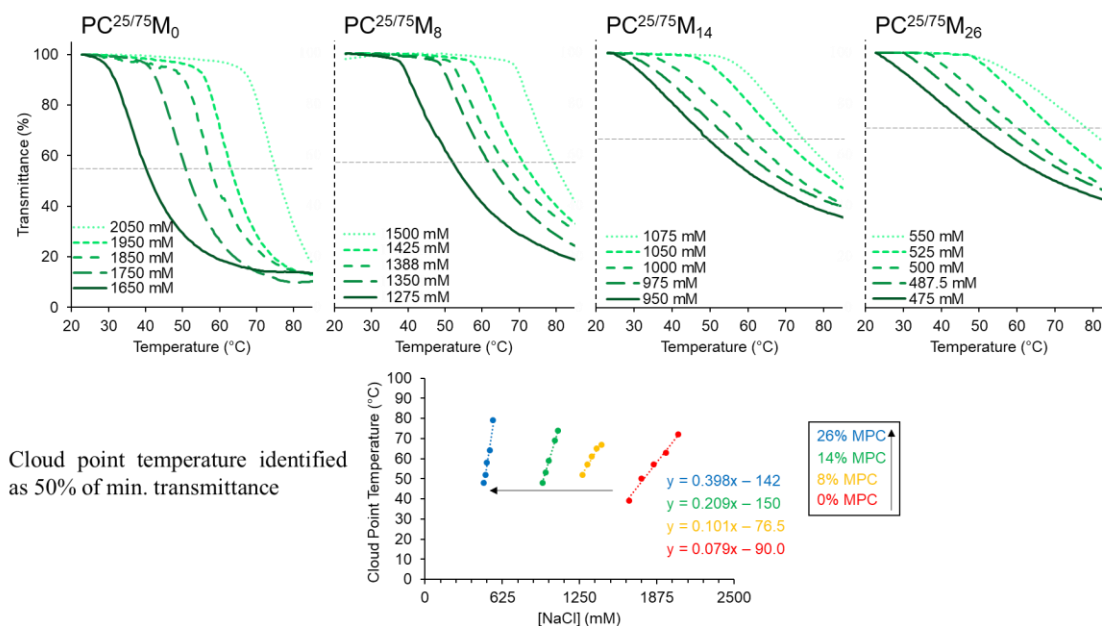 PC25/75M0
PC25/75M8
PC25/75M14
PC25/75M26
Transmittance (%)
100
80
60
40
20
0
2050 mM
1950 mM
1850 mM
1750 mM
1650 mM
20 30 40 50 60 70 80
Temperature (°C)
1500 mM
1425 mM
1388 mM
1350 mM
1275 mM
20 30 40 50 60 70 80
Temperature (°C)
1075 mM
1050 mM
1000 mM
975 mM
950 mM
20 30 40 50 60 70 80
Temperature (°C)
550 mM
525 mM
500 mM
487.5 mM
475 mM
20 30 40 50 60 70 80
Temperature (°C)
Cloud point temperature identified
as 50% of min. transmittance
Cloud Point Temperature (°C)
100
90
80
70
60
50
40
30
20
10
0
y = 0.398x – 142
y = 0.209x – 150
y = 0.101x – 76.5
y = 0.079x – 90.0
0 625 1250 1875 2500
[NaCl] (mM)
26% MPC
14% MPC
8% MPC
0% MPC